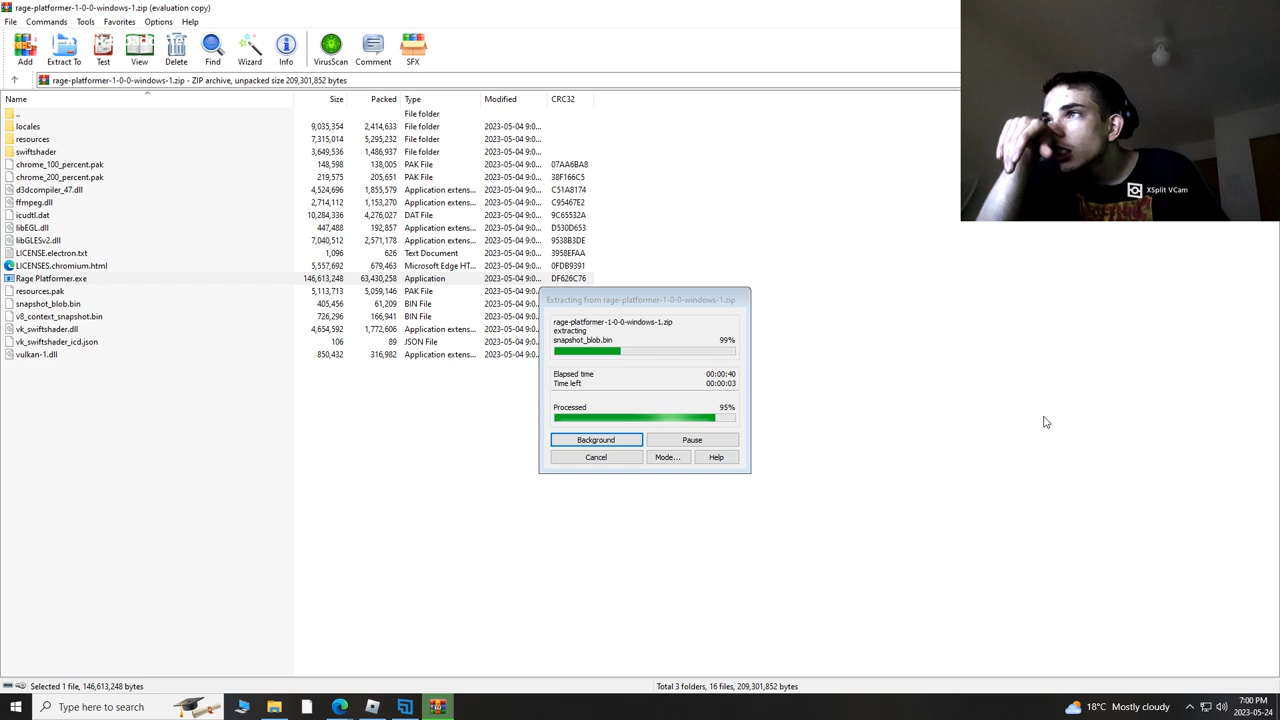 rage-platformer-1-0-0-windows-1.zip (evaluation copy)
File Commands Tools Favorites Options Help
Add Extract To Test View Delete Find Wizard Info VirusScan Comment SFX
rage-platformer-1-0-0-windows-1.zip - ZIP archive, unpacked size 209,301,852 bytes
Name Size Packed Type Modified CRC32
.. File folder
locales 9,035,354 2,414,633 File folder 2023-05-04 9:0...
resources 7,315,014 5,295,232 File folder 2023-05-04 9:0...
swiftshader 3,649,536 1,486,937 File folder 2023-05-04 9:0...
chrome_100_percent.pak 148,598 138,005 PAK File 2023-05-04 9:0... 07AA6BA8
chrome_200_percent.pak 219,575 205,651 PAK File 2023-05-04 9:0... 38F166C5
d3dcompiler_47.dll 4,524,696 1,855,579 Application extens... 2023-05-04 9:0... C51A8174
ffmpeg.dll 2,714,112 1,153,254 Application extens... 2023-05-04 9:0... C95467E2
icudtl.dat 10,284,336 4,276,027 DAT File 2023-05-04 9:0... 9C65532A
libEGL.dll 447,488 192,857 Application extens... 2023-05-04 9:0... D530D653
libGLESv2.dll 7,040,512 2,571,178 Application extens... 2023-05-04 9:0... 9538B3DE
LICENSE.electron.txt 1,096 626 Text Document 2023-05-04 9:0... 3958EFAA
LICENSES.chromium.html 5,557,692 679,463 Microsoft Edge HT... 2023-05-04 9:0... 0FDB9391
Rage Platformer.exe 146,613,248 63,430,258 Application 2023-05-04 9:0... DF626C76
resources.pak 5,113,713 5,059,146 PAK File 2023-05-04 9:0...
snapshot_blob.bin 405,456 61,209 BIN File 2023-05-04 9:0...
v8_context_snapshot.bin 726,296 166,941 BIN File 2023-05-04 9:0...
vk_swiftshader.dll 4,654,592 1,772,606 Application extens... 2023-05-04 9:0...
vk_swiftshader_icd.json 106 89 JSON File 2023-05-04 9:0...
vulkan-1.dll 850,432 316,982 Application extens... 2023-05-04 9:0...
Extracting from rage-platformer-1-0-0-windows-1.zip
rage-platformer-1-0-0-windows-1.zip
extracting
snapshot_blob.bin 99%
Elapsed time 00:00:40
Time left 00:00:03
Processed 95%
Background Pause
Cancel Mode... Help
XSplit VCam
Selected 1 file, 146,613,248 bytes Total 3 folders, 16 files, 209,301,852 bytes
Type here to search 18°C Mostly cloudy 7:00 PM
2023-05-24